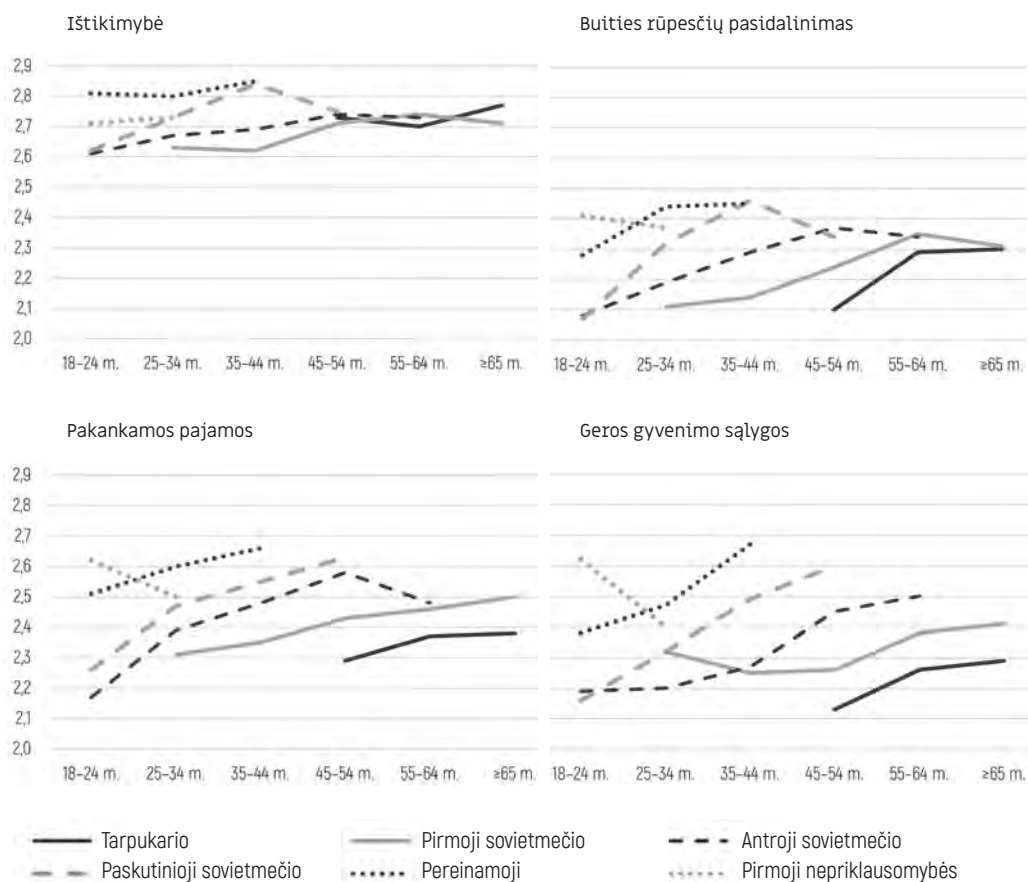 Ištikimybė
Buities rūpesčių pasidalinimas
2,9
2,8
2,7
2,6
2,5
2,4
2,3
2,2
2,1
2,0
18–24 m. 25–34 m. 35–44 m. 45–54 m. 55–64 m. ≥65 m.
18–24 m. 25–34 m. 35–44 m. 45–54 m. 55–64 m. ≥65 m.
Pakankamos pajamos
Geros gyvenimo sąlygos
2,9
2,8
2,7
2,6
2,5
2,4
2,3
2,2
2,1
2,0
18–24 m. 25–34 m. 35–44 m. 45–54 m. 55–64 m. ≥65 m.
18–24 m. 25–34 m. 35–44 m. 45–54 m. 55–64 m. ≥65 m.
Tarpukario Pirmoji sovietmečio Antroji sovietmečio
Paskutinioji sovietmečio Pereinamoji Pirmoji nepriklausomybės